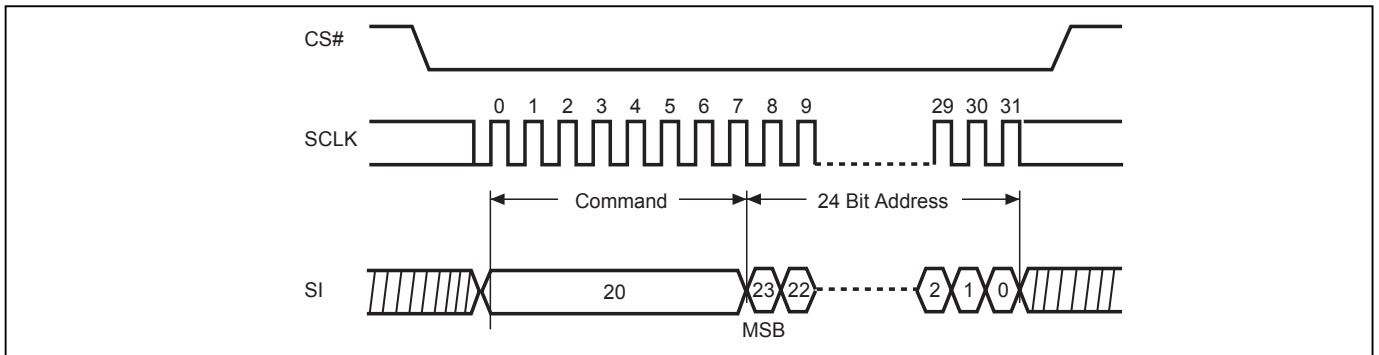 CS#
0 1 2 3 4 5 6 7 8 9 29 30 31
SCLK
Command 24 Bit Address
SI 20 23 22 2 1 0
MSB